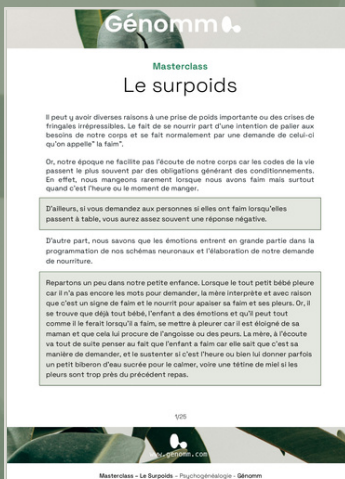 Génomm
Masterclass
Le surpoids
Il peut y avoir diverses raisons à une prise de poids importante ou des crises de
fringales irrépressibles. Le fait de se nourrir part d'une intention de palier aux
besoins de notre corps et se fait normalement par une demande de celui-ci
qu'on appelle" la faim".
Or, notre époque ne facilite pas l'écoute de notre corps car les codes de la vie
passent le plus souvent par des obligations générant des conditionnements.
En effet, nous mangeons rarement lorsque nous avons faim mais surtout
quand c'est l'heure ou le moment de manger.
D'ailleurs, si vous demandez aux personnes si elles ont faim lorsqu'elles
passent à table, vous aurez assez souvent une réponse négative.
D'autre part, nous savons que les émotions entrent en grande partie dans la
programmation de nos schémas neuronaux et l'élaboration de notre demande
de nourriture.
Repartons un peu dans notre petite enfance. Lorsque le tout petit bébé pleure
car il n'a pas encore les mots pour demander, la mère interprète et avec raison
que c'est un signe de faim et le nourrit pour apaiser sa faim et ses pleurs. Or, il
se trouve que déjà tout bébé, l'enfant a des émotions et qu'il peut tout
comme il le ferait lorsqu'il a faim, se mettre à pleurer car il est éloigné de sa
maman et que cela lui procure de l'angoisse ou des peurs. La mère, à l'écoute
va tout de suite penser au fait que l'enfant a faim car elle sait que c'est sa
manière de demander, et le sustenter si c'est l'heure ou bien lui donner parfois
un petit biberon d'eau sucrée pour le calmer, voire une tétine de miel si les
pleurs sont trop près du précédent repas.
1/25
www.genomm.com
Masterclass – Le Surpoids – Psychogénéalogie - Génomm